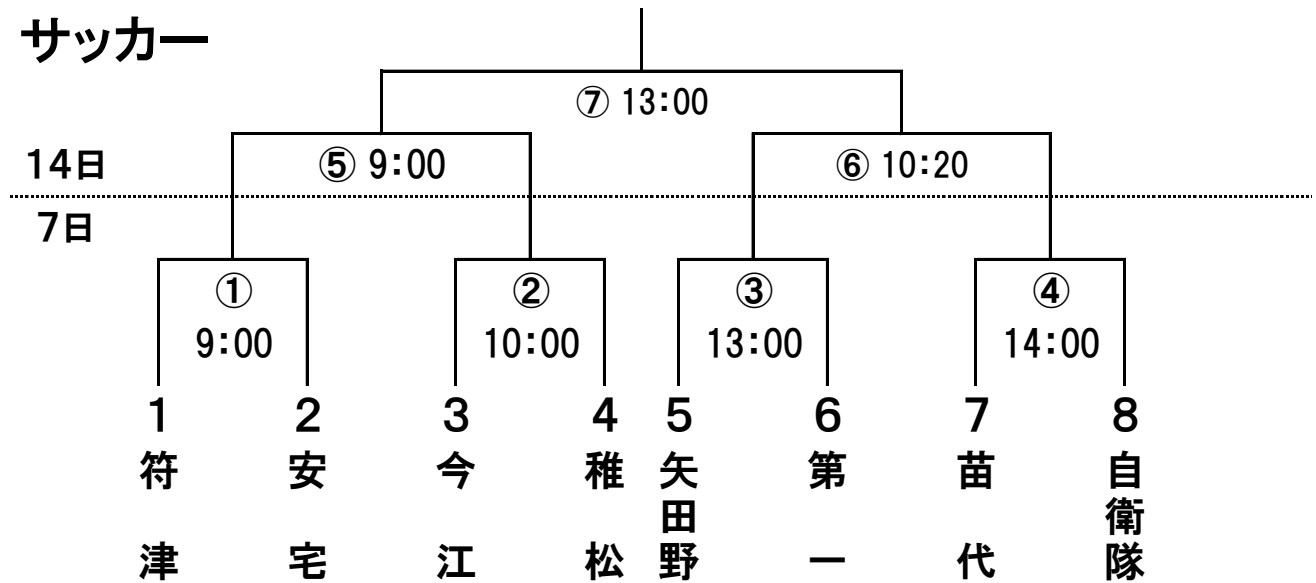 サッカー
⑦ 13:00
14日
⑤ 9:00
⑥ 10:20
7日
① ② ③ ④
9:00 10:00 13:00 14:00
1 2 3 4 5 6 7 8
符津
安宅
今江
稚松
矢田野
第一
苗代
自衛隊